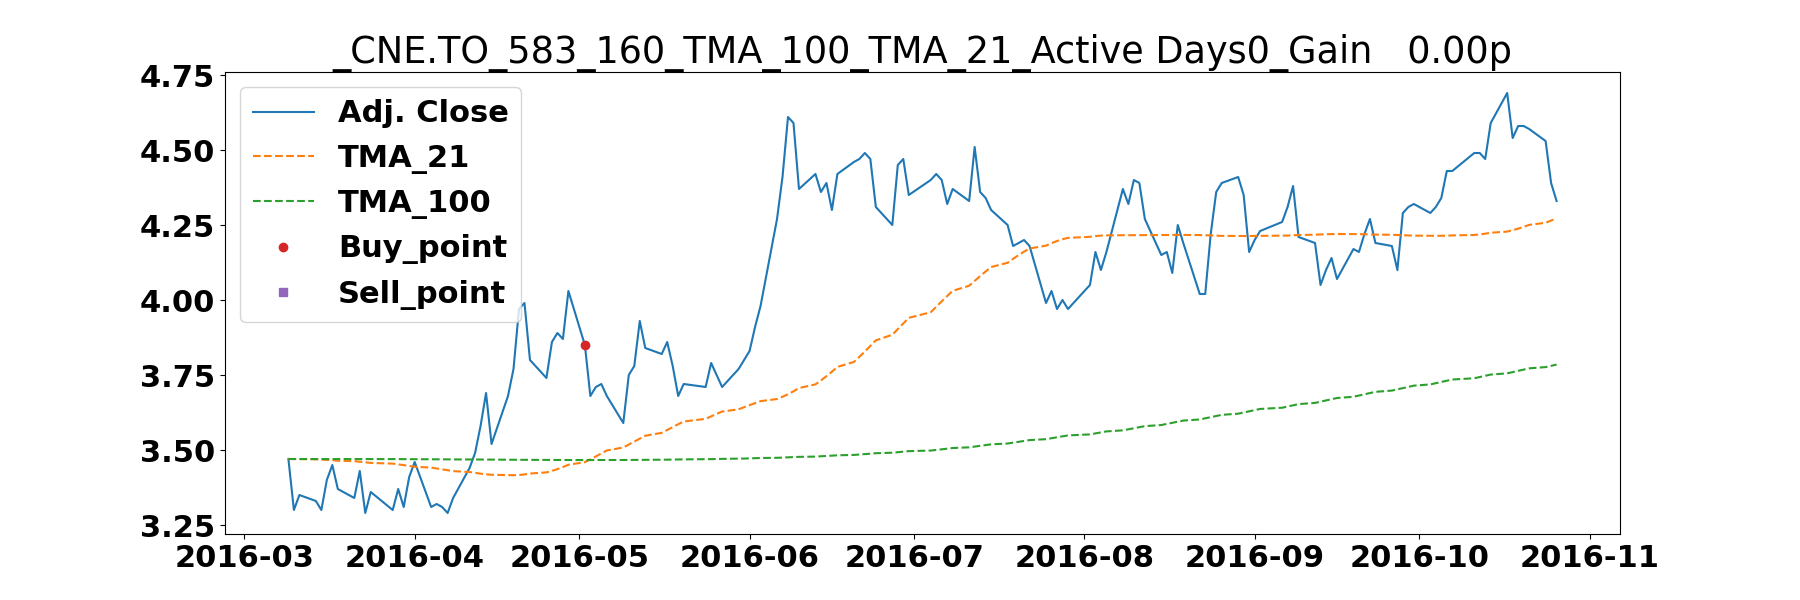 _CNE.TO_583_160_TMA_100_TMA_21_Active Days0_Gain   0.00p
4.75
4.50
4.25
4.00
3.75
3.50
3.25
Adj. Close
TMA_21
TMA_100
Buy_point
Sell_point
2016-03 2016-04 2016-05 2016-06 2016-07 2016-08 2016-09 2016-10 2016-11